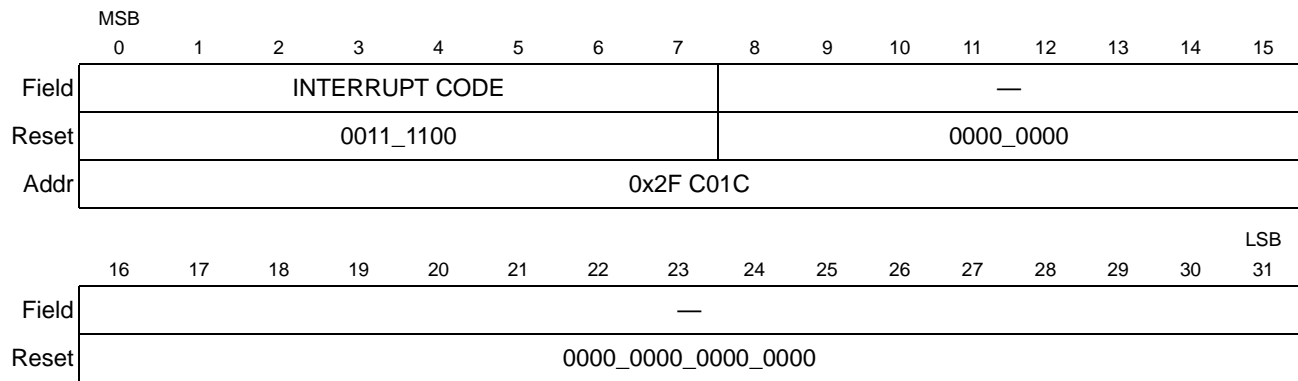 MSB
0 1 2 3 4 5 6 7 8 9 10 11 12 13 14 15
Field INTERRUPT CODE —
Reset 0011_1100 0000_0000
Addr 0x2F C01C
LSB
16 17 18 19 20 21 22 23 24 25 26 27 28 29 30 31
Field —
Reset 0000_0000_0000_0000